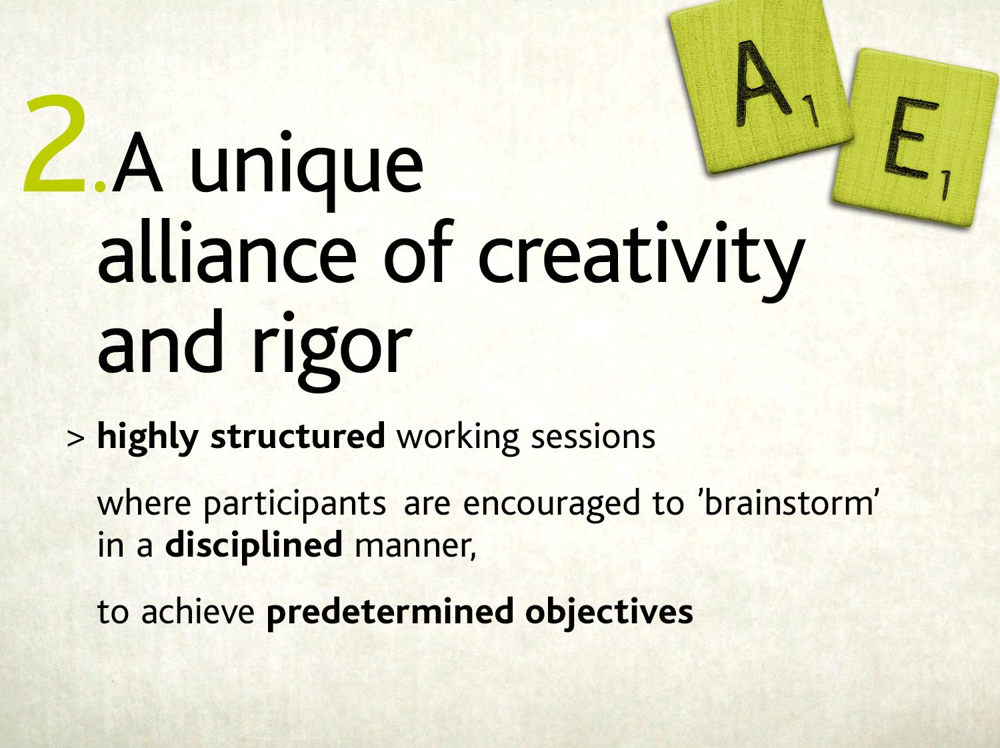 A1
E1
2.A unique
alliance of creativity
and rigor
> highly structured working sessions
where participants are encouraged to ’brainstorm’
in a disciplined manner,
to achieve predetermined objectives